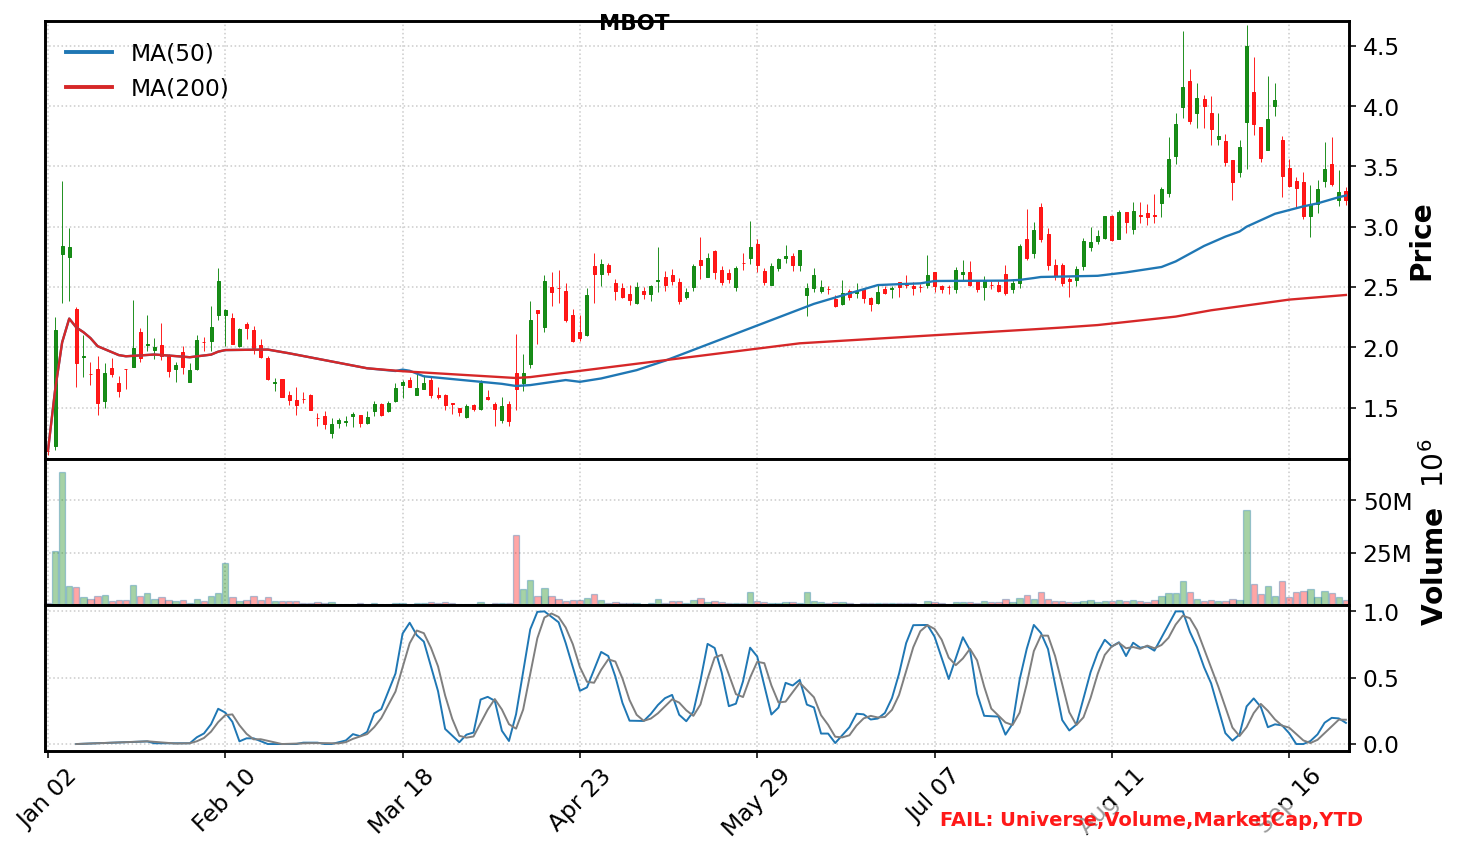 MBOT
MA(50)
MA(200)
4.5
4.0
3.5
3.0
2.5
2.0
1.5
Price
50M
25M
Volume 10^6
1.0
0.5
0.0
Jan 02
Feb 10
Mar 18
Apr 23
May 29
Jul 07
Aug 11
Sep 16
FAIL: Universe,Volume,MarketCap,YTD